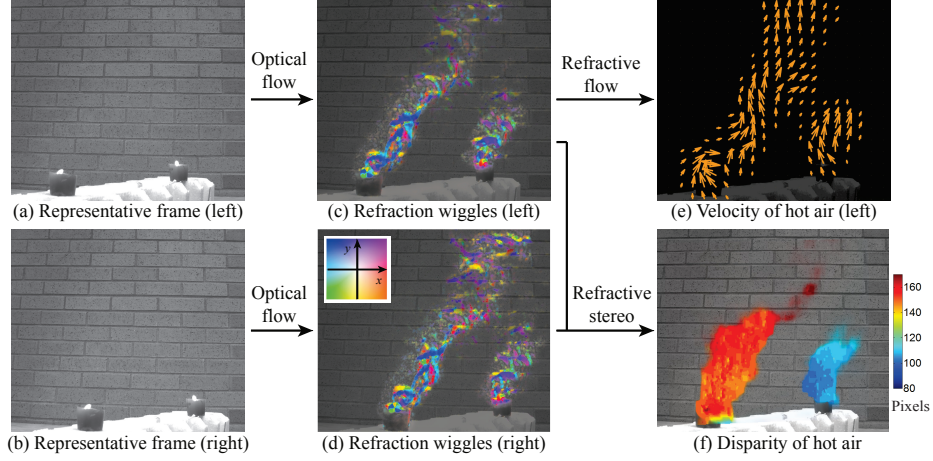 Optical
flow
Refractive
flow
(a) Representative frame (left)
(c) Refraction wiggles (left)
(e) Velocity of hot air (left)
y
x
Optical
flow
Refractive
stereo
160
140
120
100
80
Pixels
(b) Representative frame (right)
(d) Refraction wiggles (right)
(f) Disparity of hot air